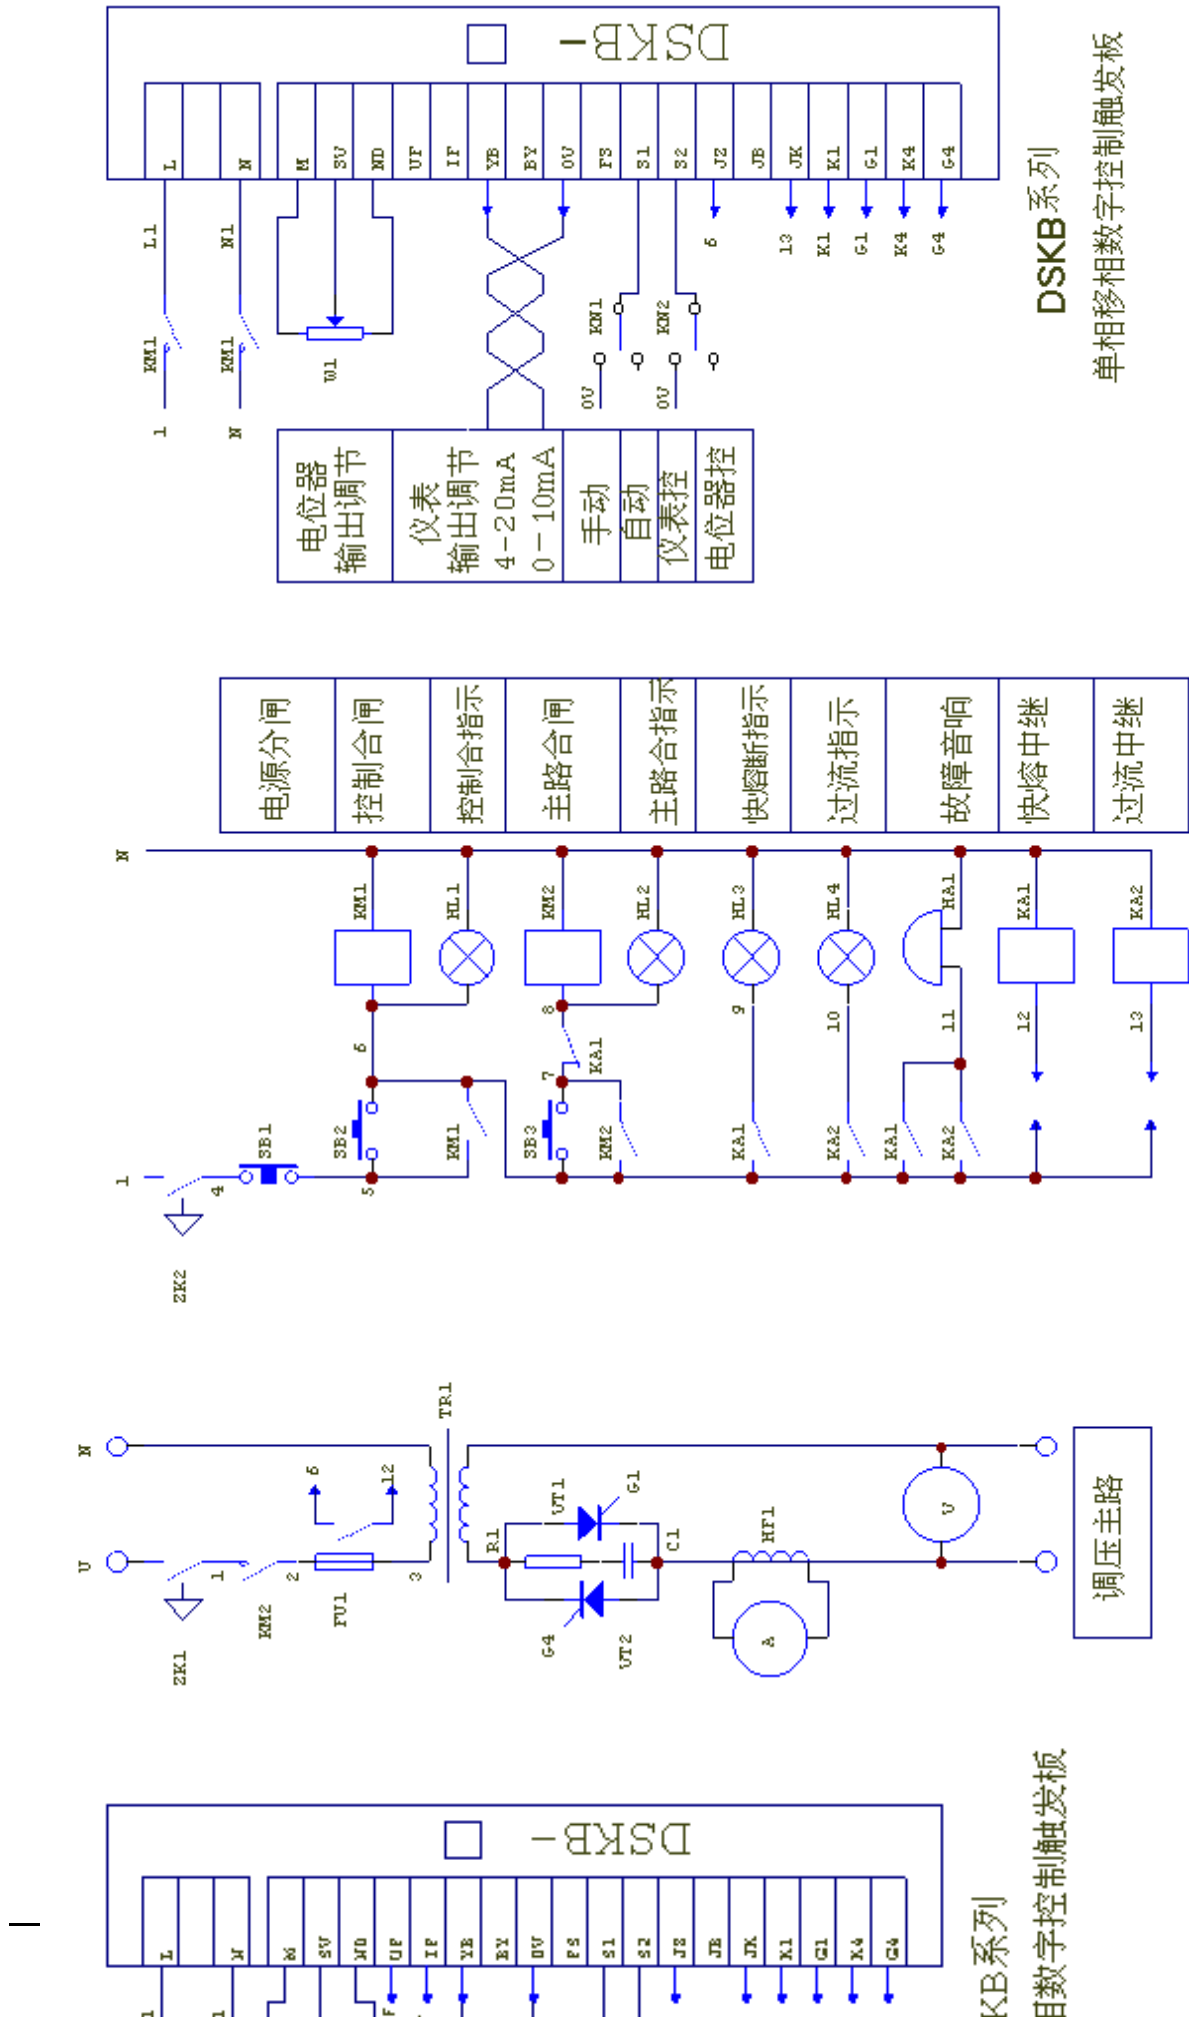 DSKB-
L
N
M
5V
ND
UF
IF
YB
BY
0V
FS
S1
S2
JZ
JB
JK
K1
G1
K4
G4
DSKB系列
单相移相数字控制触发板
L1
N1
6
13
K1
G1
K4
G4
KM1
KM1
W1
KN1
KN2
0V
0V
1
N
电位器
输出调节
仪表
输出调节
4-20mA
0-10mA
手动
自动
仪表控
电位器控
电源分闸
控制合闸
控制合指示
主路合闸
主路合指示
快熔断指示
过流指示
故障音响
快熔中继
过流中继
N
KM1
HL1
KM2
HL2
HL3
HL4
HA1
KA1
KA2
6
8
9
10
11
12
13
7
KA1
1
4
SB1
SB2
5
KM1
SB3
KM2
KA1
KA2
KA1
KA2
ZK2
N
U
TR1
6
12
1
2
3
ZK1
KM2
FU1
R1
VT1
G1
C1
G4
VT2
HF1
A
V
调压主路
DSKB-
L
N
M
5V
ND
UF
IF
YB
BY
0V
FS
S1
S2
JZ
JB
JK
K1
G1
K4
G4
KB系列
相数字控制触发板
1
1
F